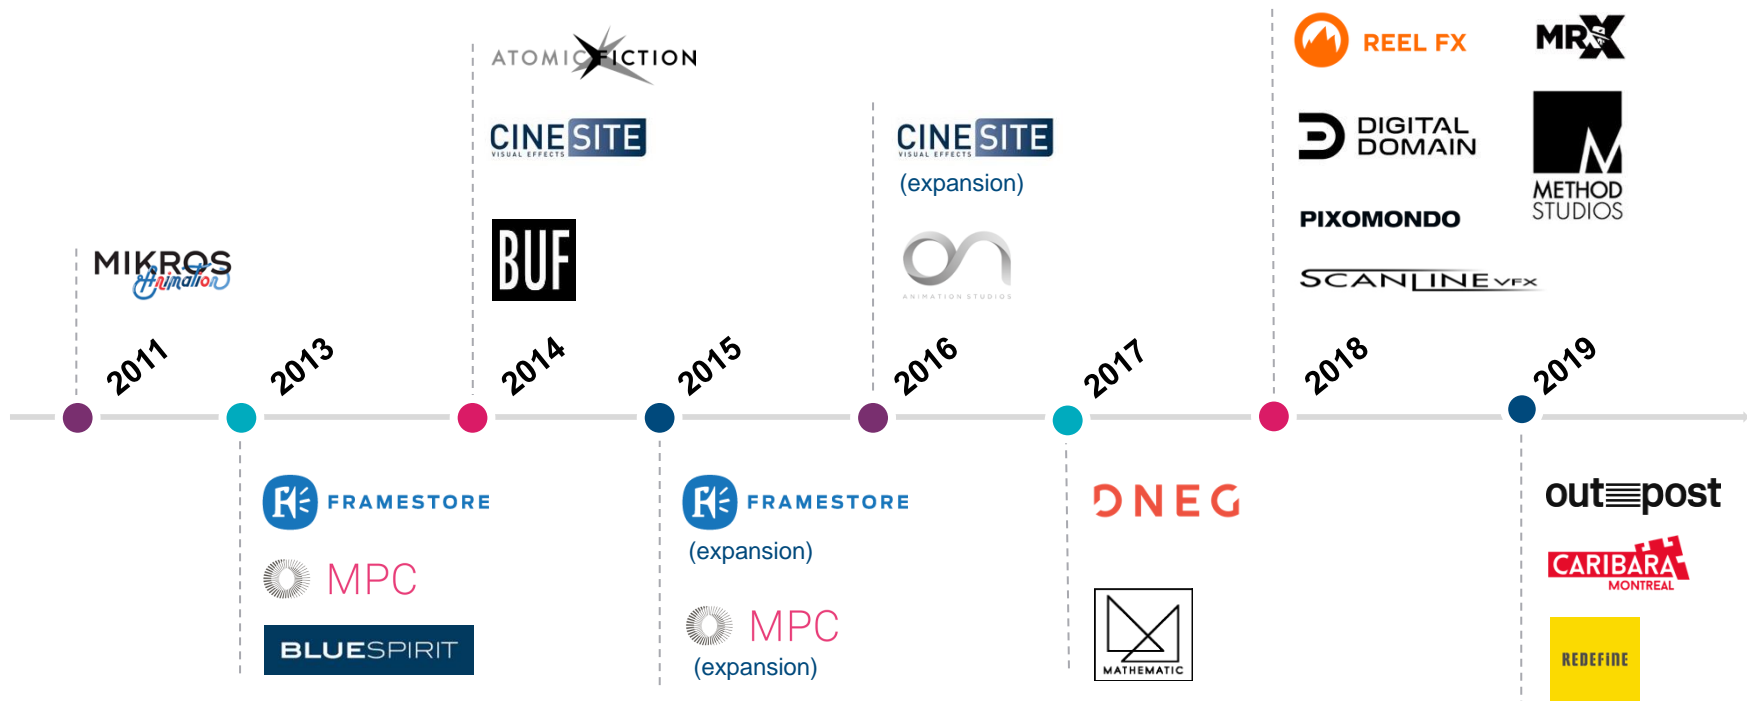 MIKROS
Animation
2011
2013
FRAMESTORE
MPC
BLUESPIRIT
ATOMIC FICTION
CINESITE
VISUAL EFFECTS
BUF
2014
2015
FRAMESTORE
(expansion)
MPC
(expansion)
CINESITE
VISUAL EFFECTS
(expansion)
on
ANIMATION STUDIOS
2016
2017
DNEG
MATHEMATIC
REEL FX
MRX
DIGITAL
DOMAIN
METHOD
STUDIOS
PIXOMONDO
SCANLINE VFX
2018
2019
outpost
CARIBARA
MONTREAL
REDEFINE